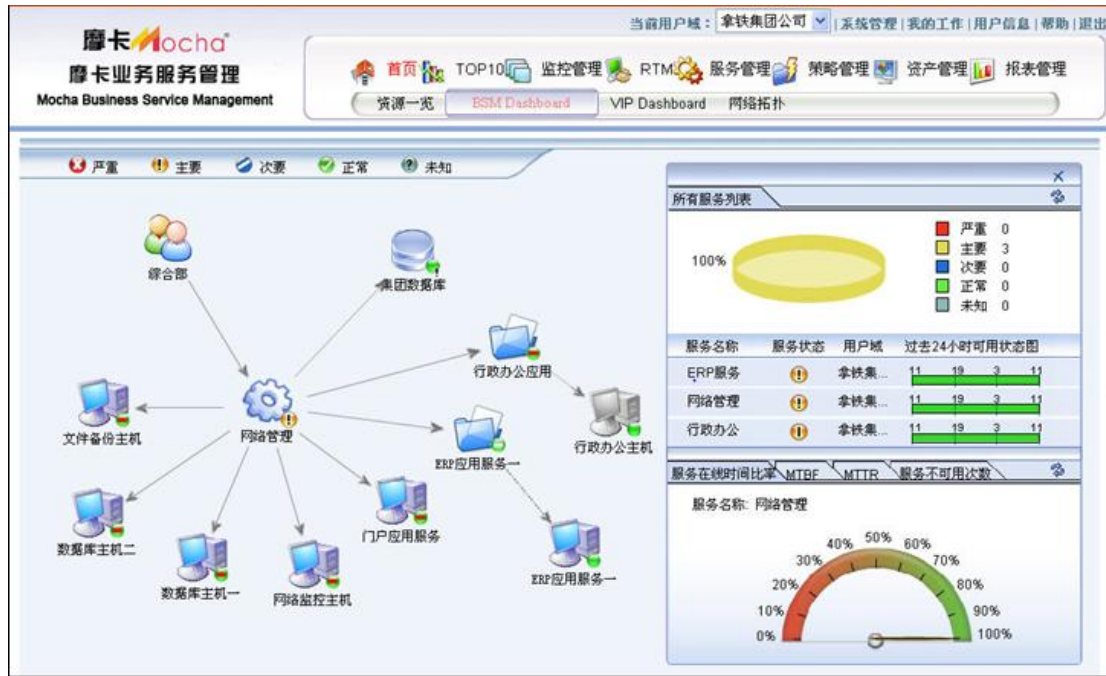 当前用户域： 拿铁集团公司 | 系统管理 | 我的工作 | 用户信息 | 帮助 | 退出
摩卡 Mocha
摩卡业务服务管理
Mocha Business Service Management
首页 TOP10 监控管理 RTM 服务管理 策略管理 资产管理 报表管理
资源一览 BSM Dashboard VIP Dashboard 网络拓扑
严重 主要 次要 正常 未知
综合部
集团数据库
行政办公应用
文件备份主机
网络管理
ERP应用服务一
行政办公主机
数据库主机二
门户应用服务
数据库主机一
网络监控主机
ERP应用服务一
所有服务列表
100%
严重 0
主要 3
次要 0
正常 0
未知 0
服务名称 服务状态 用户域 过去24小时可用状态图
ERP服务 拿铁集... 11 19 3 11
网络管理 拿铁集... 11 19 3 11
行政办公 拿铁集... 11 19 3 11
服务在线时间比率 MTBF MTTR 服务不可用次数
服务名称: 网络管理
0% 10% 20% 30% 40% 50% 60% 70% 80% 90% 100%